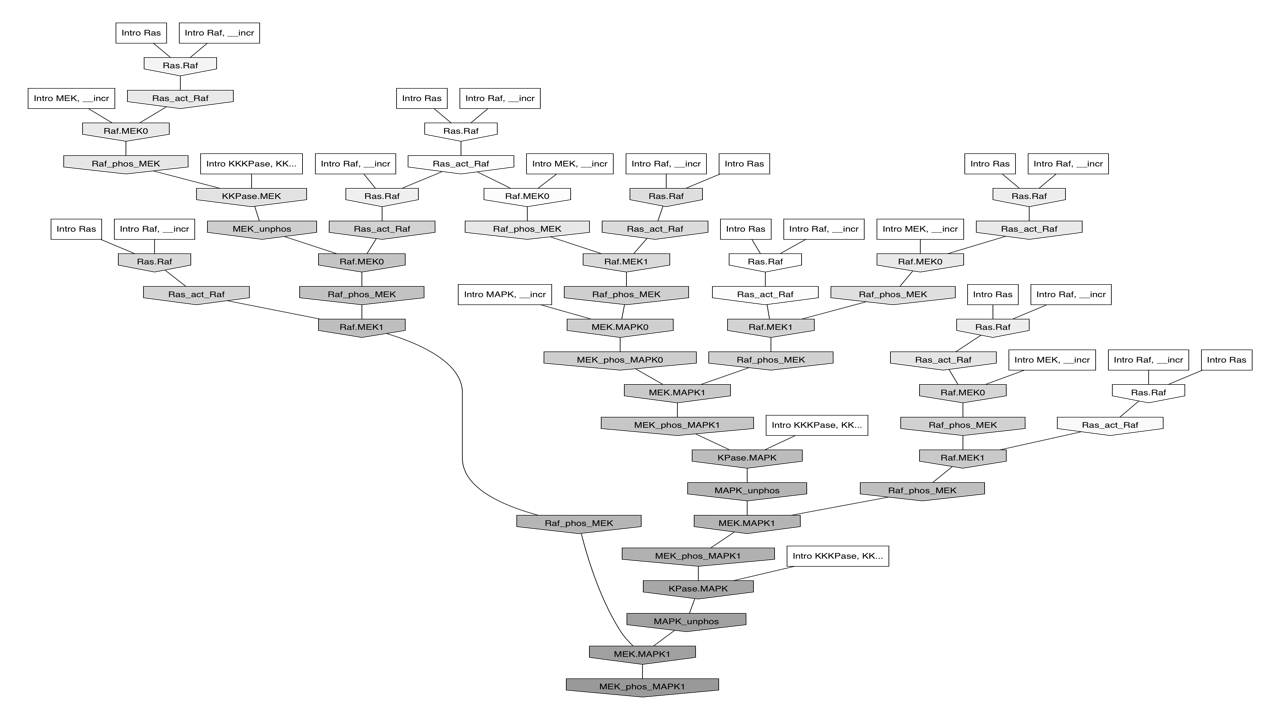 Intro Ras
Intro Raf, __incr
Ras.Raf
Intro MEK, __incr
Ras_act_Raf
Intro Ras
Intro Raf, __incr
Raf.MEK0
Ras.Raf
Raf_phos_MEK
Intro KKKPase, KK...
Intro Raf, __incr
Ras_act_Raf
Intro MEK, __incr
Intro Raf, __incr
Intro Ras
Intro Ras
Intro Raf, __incr
KKPase.MEK
Ras.Raf
Raf.MEK0
Ras.Raf
Ras.Raf
Intro Ras
Intro Raf, __incr
MEK_unphos
Ras_act_Raf
Raf_phos_MEK
Ras_act_Raf
Intro Ras
Intro Raf, __incr
Intro MEK, __incr
Ras_act_Raf
Ras.Raf
Raf.MEK0
Raf.MEK1
Ras.Raf
Raf.MEK0
Ras_act_Raf
Raf_phos_MEK
Intro MAPK, __incr
Raf_phos_MEK
Ras_act_Raf
Raf_phos_MEK
Intro Ras
Intro Raf, __incr
Raf.MEK1
MEK.MAPK0
Raf.MEK1
Ras.Raf
MEK_phos_MAPK0
Raf_phos_MEK
Ras_act_Raf
Intro MEK, __incr
Intro Raf, __incr
Intro Ras
MEK.MAPK1
Raf.MEK0
Ras.Raf
MEK_phos_MAPK1
Intro KKKPase, KK...
Raf_phos_MEK
Ras_act_Raf
KPase.MAPK
Raf.MEK1
MAPK_unphos
Raf_phos_MEK
Raf_phos_MEK
MEK.MAPK1
MEK_phos_MAPK1
Intro KKKPase, KK...
KPase.MAPK
MAPK_unphos
MEK.MAPK1
MEK_phos_MAPK1